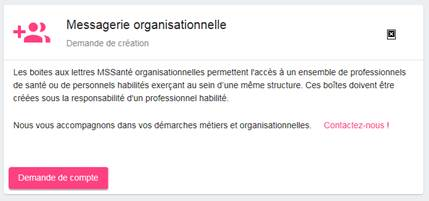 Messagerie organisationnelle
Demande de création
Les boites aux lettres MSSanté organisationnelles permettent l'accès à un ensemble de professionnels
de santé ou de personnels habilités exerçant au sein d'une même structure. Ces boîtes doivent être
créées sous la responsabilité d'un professionnel habilité.
Nous vous accompagnons dans vos démarches métiers et organisationnelles. Contactez-nous !
Demande de compte